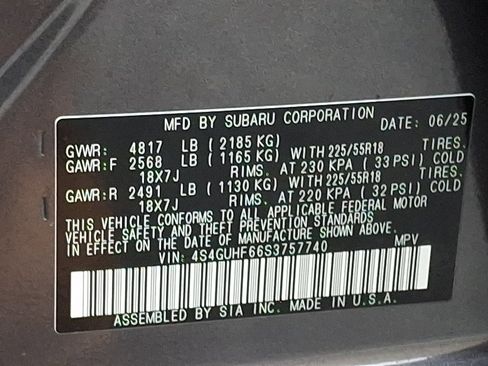 MFD BY SUBARU CORPORATION DATE: 06/25
GVWR: 4817 LB ( 2185 KG)
GAWR:F 2568 LB ( 1165 KG) WITH 225/55R18 TIRES.
18X7J RIMS. AT 230 KPA ( 33 PSI) COLD
GAWR:R 2491 LB ( 1130 KG) WITH 225/55R18 TIRES.
18X7J RIMS. AT 220 KPA ( 32 PSI) COLD
THIS VEHICLE CONFORMS TO ALL APPLICABLE FEDERAL MOTOR
VEHICLE SAFETY AND THEFT PREVENTION STANDARDS
IN EFFECT ON THE DATE OF MANUFACTURE SHOWN ABOVE.
VIN: 4S4GUHF66S3757740 MPV
ASSEMBLED BY SIA INC. MADE IN U.S.A.